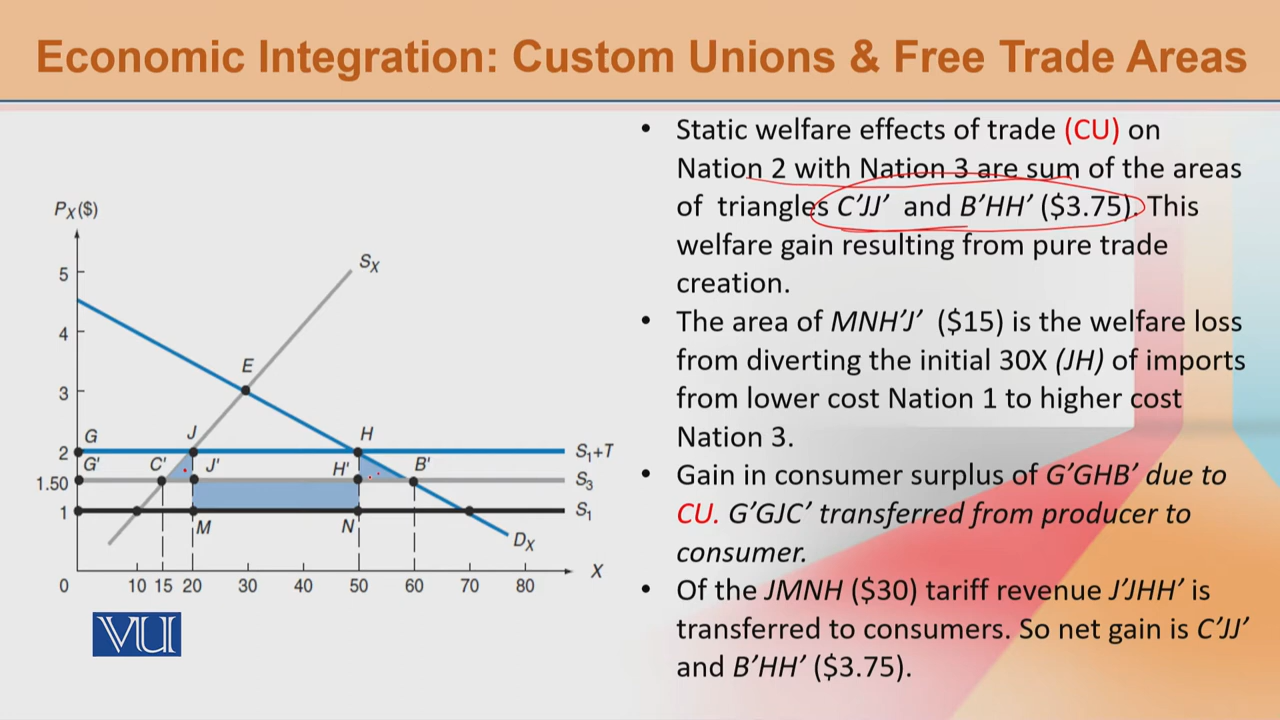 Economic Integration: Custom Unions & Free Trade Areas
PX($)
5
4
3
2
1.50
1
0
G
G'
C'
J
J'
E
SX
H
H'
B'
M
N
S1+T
S3
S1
DX
X
10 15 20 30 40 50 60 70 80
VU
• Static welfare effects of trade (CU) on
Nation 2 with Nation 3 are sum of the areas
of triangles C’JJ’ and B’HH’ ($3.75). This
welfare gain resulting from pure trade
creation.
• The area of MNH’J’ ($15) is the welfare loss
from diverting the initial 30X (JH) of imports
from lower cost Nation 1 to higher cost
Nation 3.
• Gain in consumer surplus of G’GHB’ due to
CU. G’GJC’ transferred from producer to
consumer.
• Of the JMNH ($30) tariff revenue J’JHH’ is
transferred to consumers. So net gain is C’JJ’
and B’HH’ ($3.75).